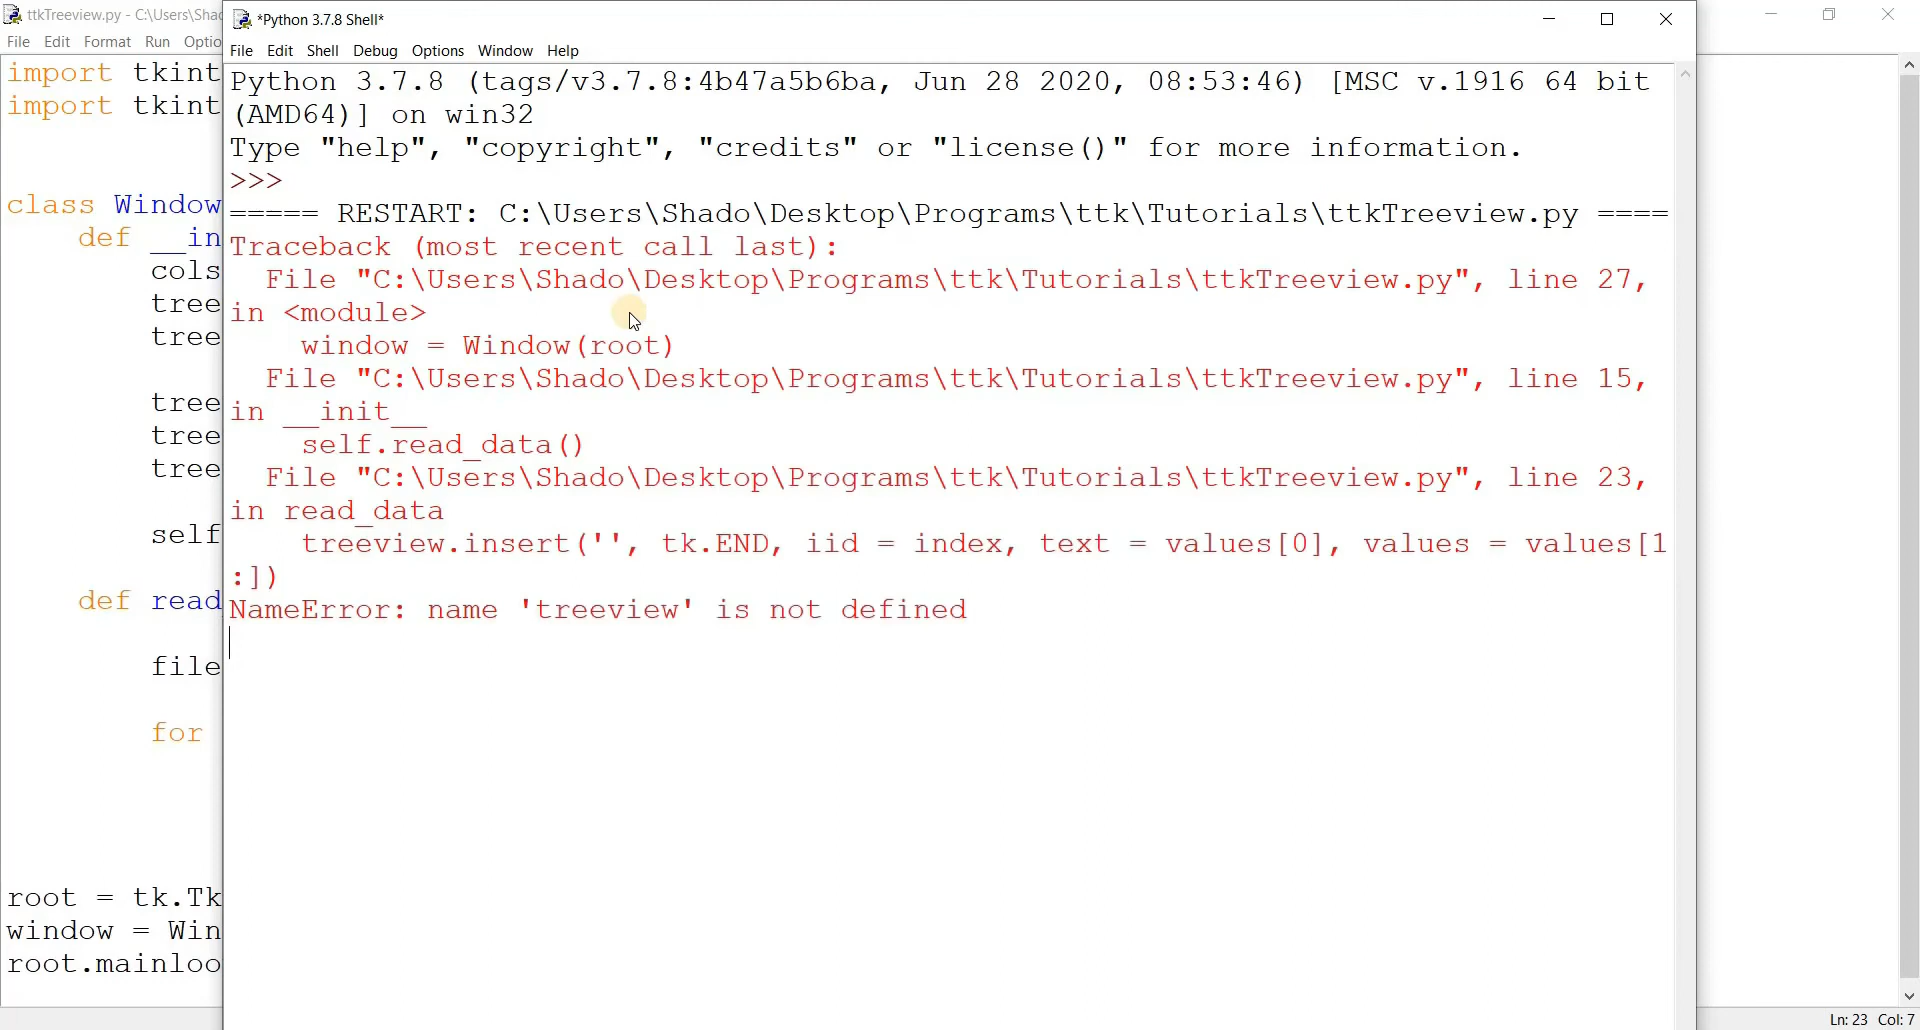 ttkTreeview.py - C:\Users\Shad
File Edit Format Run Optio
import tkint
import tkint
class Window
def __in
cols
tree
tree
tree
tree
tree
self
def read
file
for
root = tk.Tk
window = Win
root.mainloo
*Python 3.7.8 Shell*
File Edit Shell Debug Options Window Help
Python 3.7.8 (tags/v3.7.8:4b47a5b6ba, Jun 28 2020, 08:53:46) [MSC v.1916 64 bit
(AMD64)] on win32
Type "help", "copyright", "credits" or "license()" for more information.
>>>
===== RESTART: C:\Users\Shado\Desktop\Programs\ttk\Tutorials\ttkTreeview.py ====
Traceback (most recent call last):
File "C:\Users\Shado\Desktop\Programs\ttk\Tutorials\ttkTreeview.py", line 27,
in <module>
window = Window(root)
File "C:\Users\Shado\Desktop\Programs\ttk\Tutorials\ttkTreeview.py", line 15,
in __init__
self.read_data()
File "C:\Users\Shado\Desktop\Programs\ttk\Tutorials\ttkTreeview.py", line 23,
in read_data
treeview.insert('', tk.END, iid = index, text = values[0], values = values[1
:])
NameError: name 'treeview' is not defined
Ln: 23 Col: 7